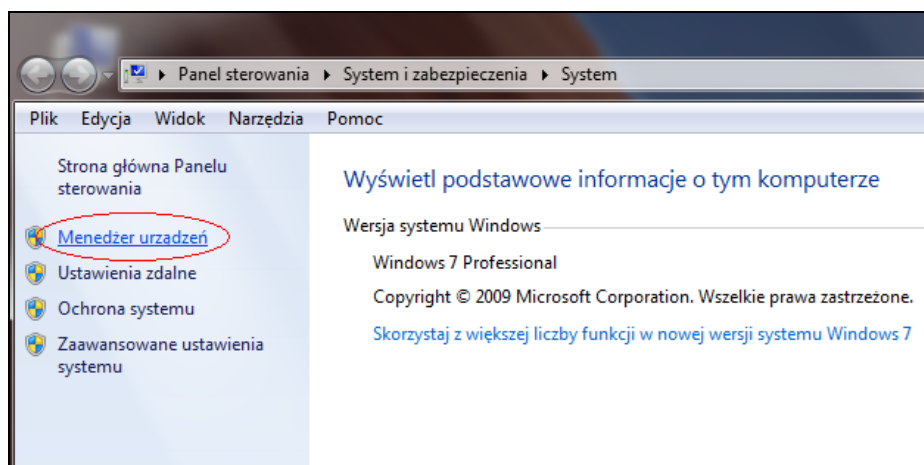 Panel sterowania ▸ System i zabezpieczenia ▸ System
Plik Edycja Widok Narzędzia Pomoc
Strona główna Panelu
sterowania
Menedżer urządzeń
Ustawienia zdalne
Ochrona systemu
Zaawansowane ustawienia
systemu
Wyświetl podstawowe informacje o tym komputerze
Wersja systemu Windows
Windows 7 Professional
Copyright © 2009 Microsoft Corporation. Wszelkie prawa zastrzeżone.
Skorzystaj z większej liczby funkcji w nowej wersji systemu Windows 7